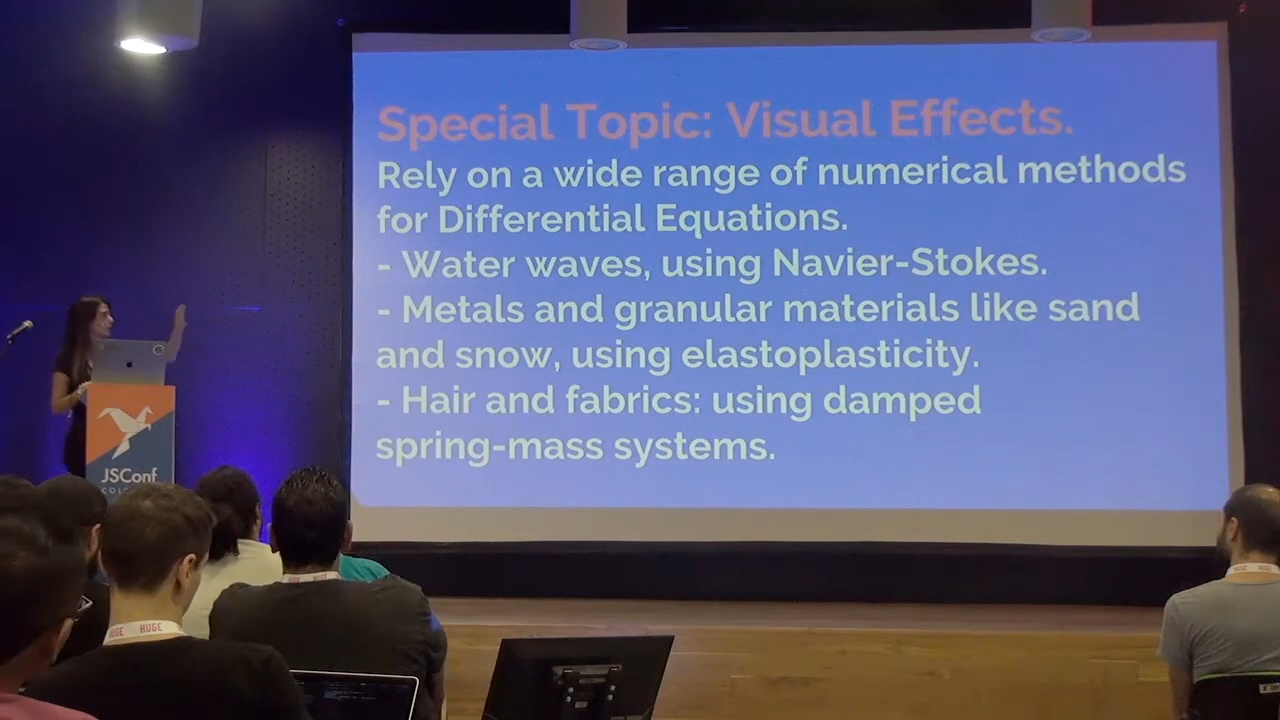 Special Topic: Visual Effects.
Rely on a wide range of numerical methods
for Differential Equations.
- Water waves, using Navier-Stokes.
- Metals and granular materials like sand
and snow, using elastoplasticity.
- Hair and fabrics: using damped
spring-mass systems.
JSConf
HUGE
HUGE
HUGE